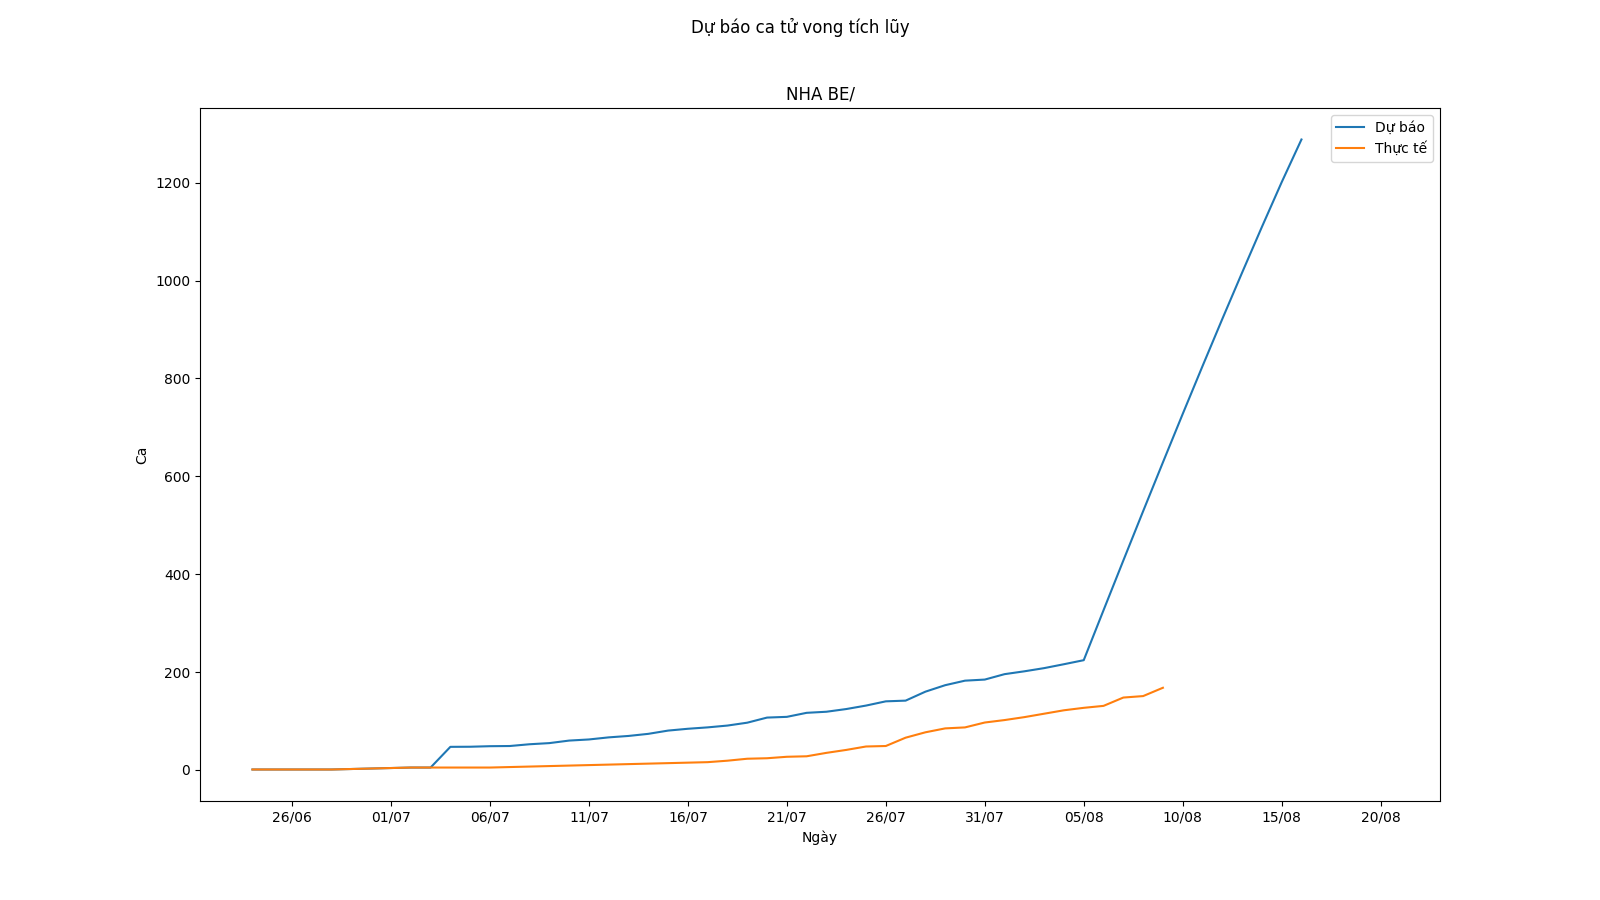 Dự báo ca tử vong tích lũy
NHA BE/
Dự báo
Thực tế
1200
1000
800
600
400
200
0
Ca
26/06 01/07 06/07 11/07 16/07 21/07 26/07 31/07 05/08 10/08 15/08 20/08
Ngày